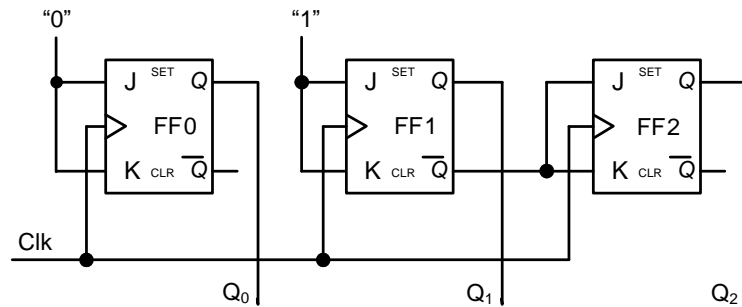 "0" "1"
J SET Q J SET Q J SET Q
FF0 FF1 FF2
K CLR Q K CLR Q K CLR Q
Clk
Q0 Q1 Q2